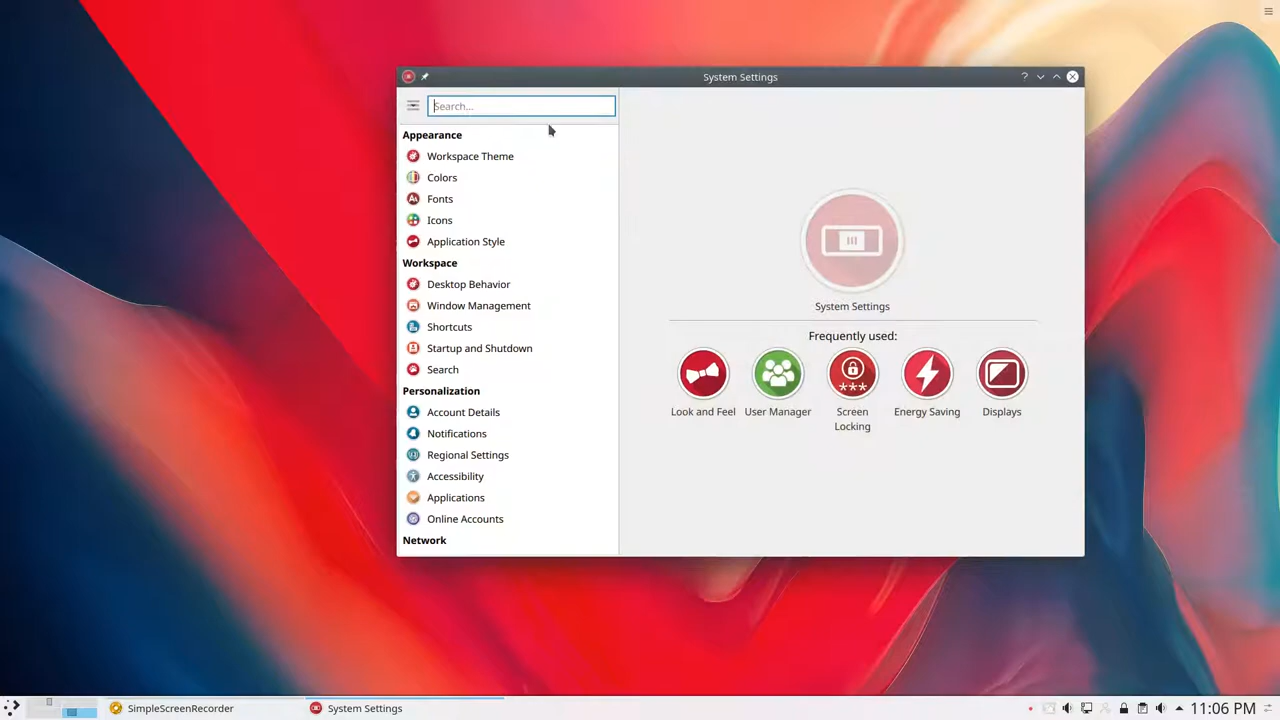 System Settings
?
Search...
Appearance
Workspace Theme
Colors
Fonts
Icons
Application Style
Workspace
Desktop Behavior
Window Management
Shortcuts
Startup and Shutdown
Search
Personalization
Account Details
Notifications
Regional Settings
Accessibility
Applications
Online Accounts
Network
System Settings
Frequently used:
Look and Feel
User Manager
Screen
Locking
Energy Saving
Displays
SimpleScreenRecorder
System Settings
11:06 PM